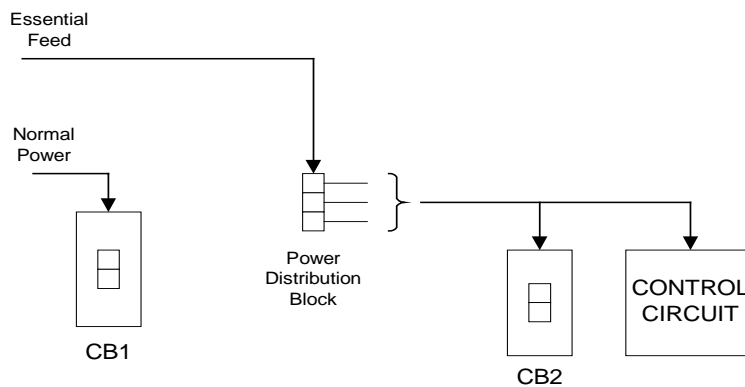 Essential
Feed
Normal
Power
Power
Distribution
Block
CB1
CB2
CONTROL
CIRCUIT